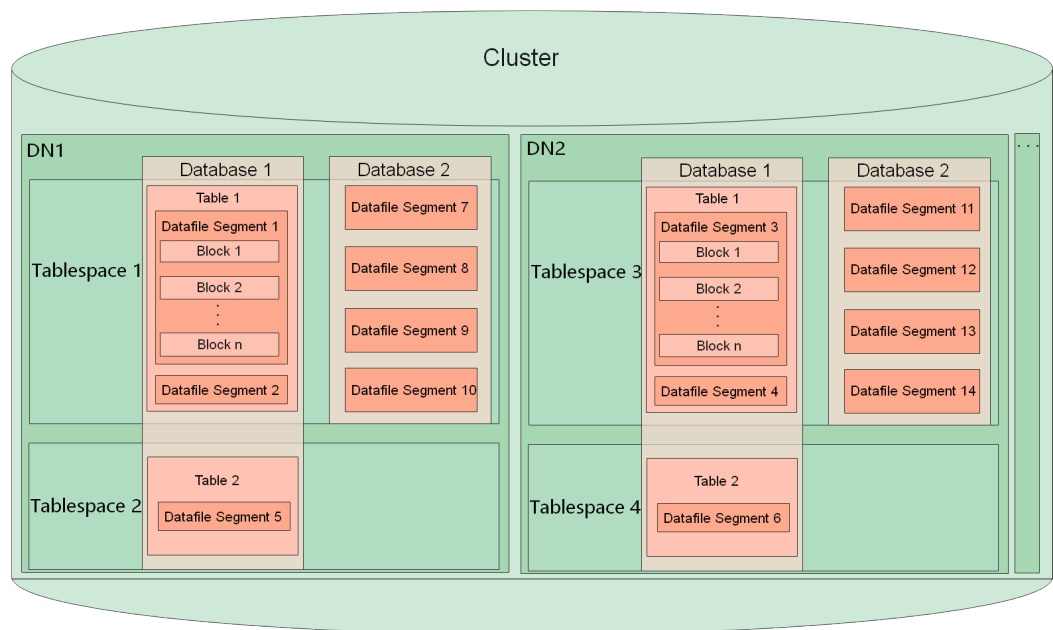 Cluster
DN1
Database 1
Database 2
Tablespace 1
Table 1
Datafile Segment 1
Block 1
Block 2
...
Block n
Datafile Segment 2
Datafile Segment 7
Datafile Segment 8
Datafile Segment 9
Datafile Segment 10
Tablespace 2
Table 2
Datafile Segment 5
DN2
Database 1
Database 2
Tablespace 3
Table 1
Datafile Segment 3
Block 1
Block 2
...
Block n
Datafile Segment 4
Datafile Segment 11
Datafile Segment 12
Datafile Segment 13
Datafile Segment 14
Tablespace 4
Table 2
Datafile Segment 6
...